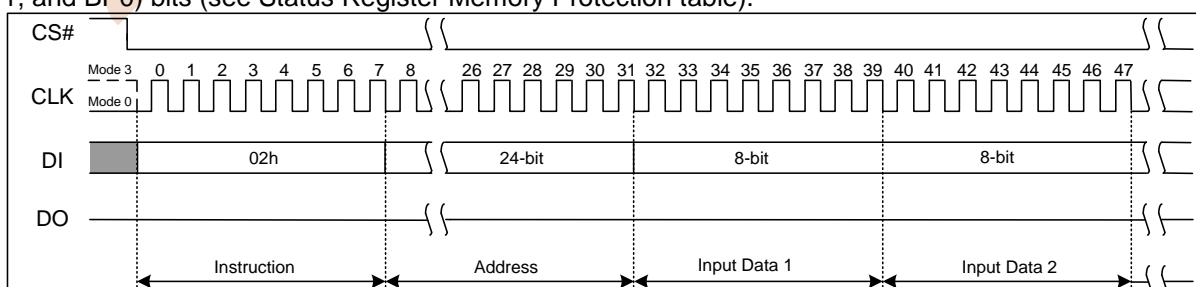 1, and BP0) bits (see Status Register Memory Protection table).
CS#
Mode 3 0 1 2 3 4 5 6 7 8 26 27 28 29 30 31 32 33 34 35 36 37 38 39 40 41 42 43 44 45 46 47
CLK
Mode 0
DI 02h 24-bit 8-bit 8-bit
DO
Instruction Address Input Data 1 Input Data 2